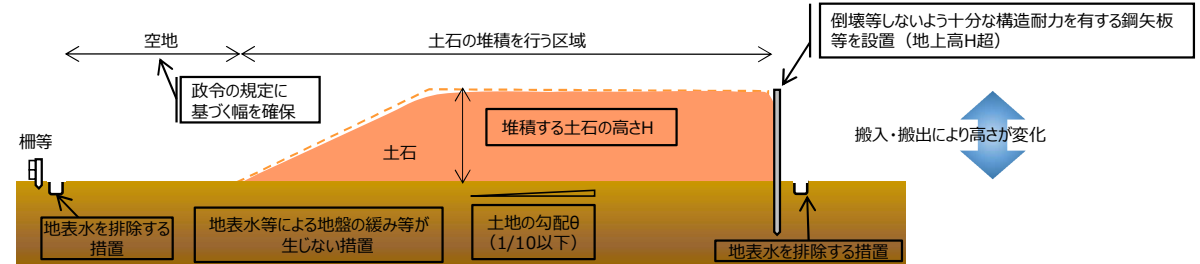 空地
土石の堆積を行う区域
倒壊等しないよう十分な構造耐力を有する鋼矢板
等を設置（地上高H超）
政令の規定に
基づく幅を確保
堆積する土石の高さH
搬入・搬出により高さが変化
柵等
土石
地表水を排除する
措置
地表水等による地盤の緩み等が
生じない措置
土地の勾配θ
（1/10以下）
地表水を排除する措置